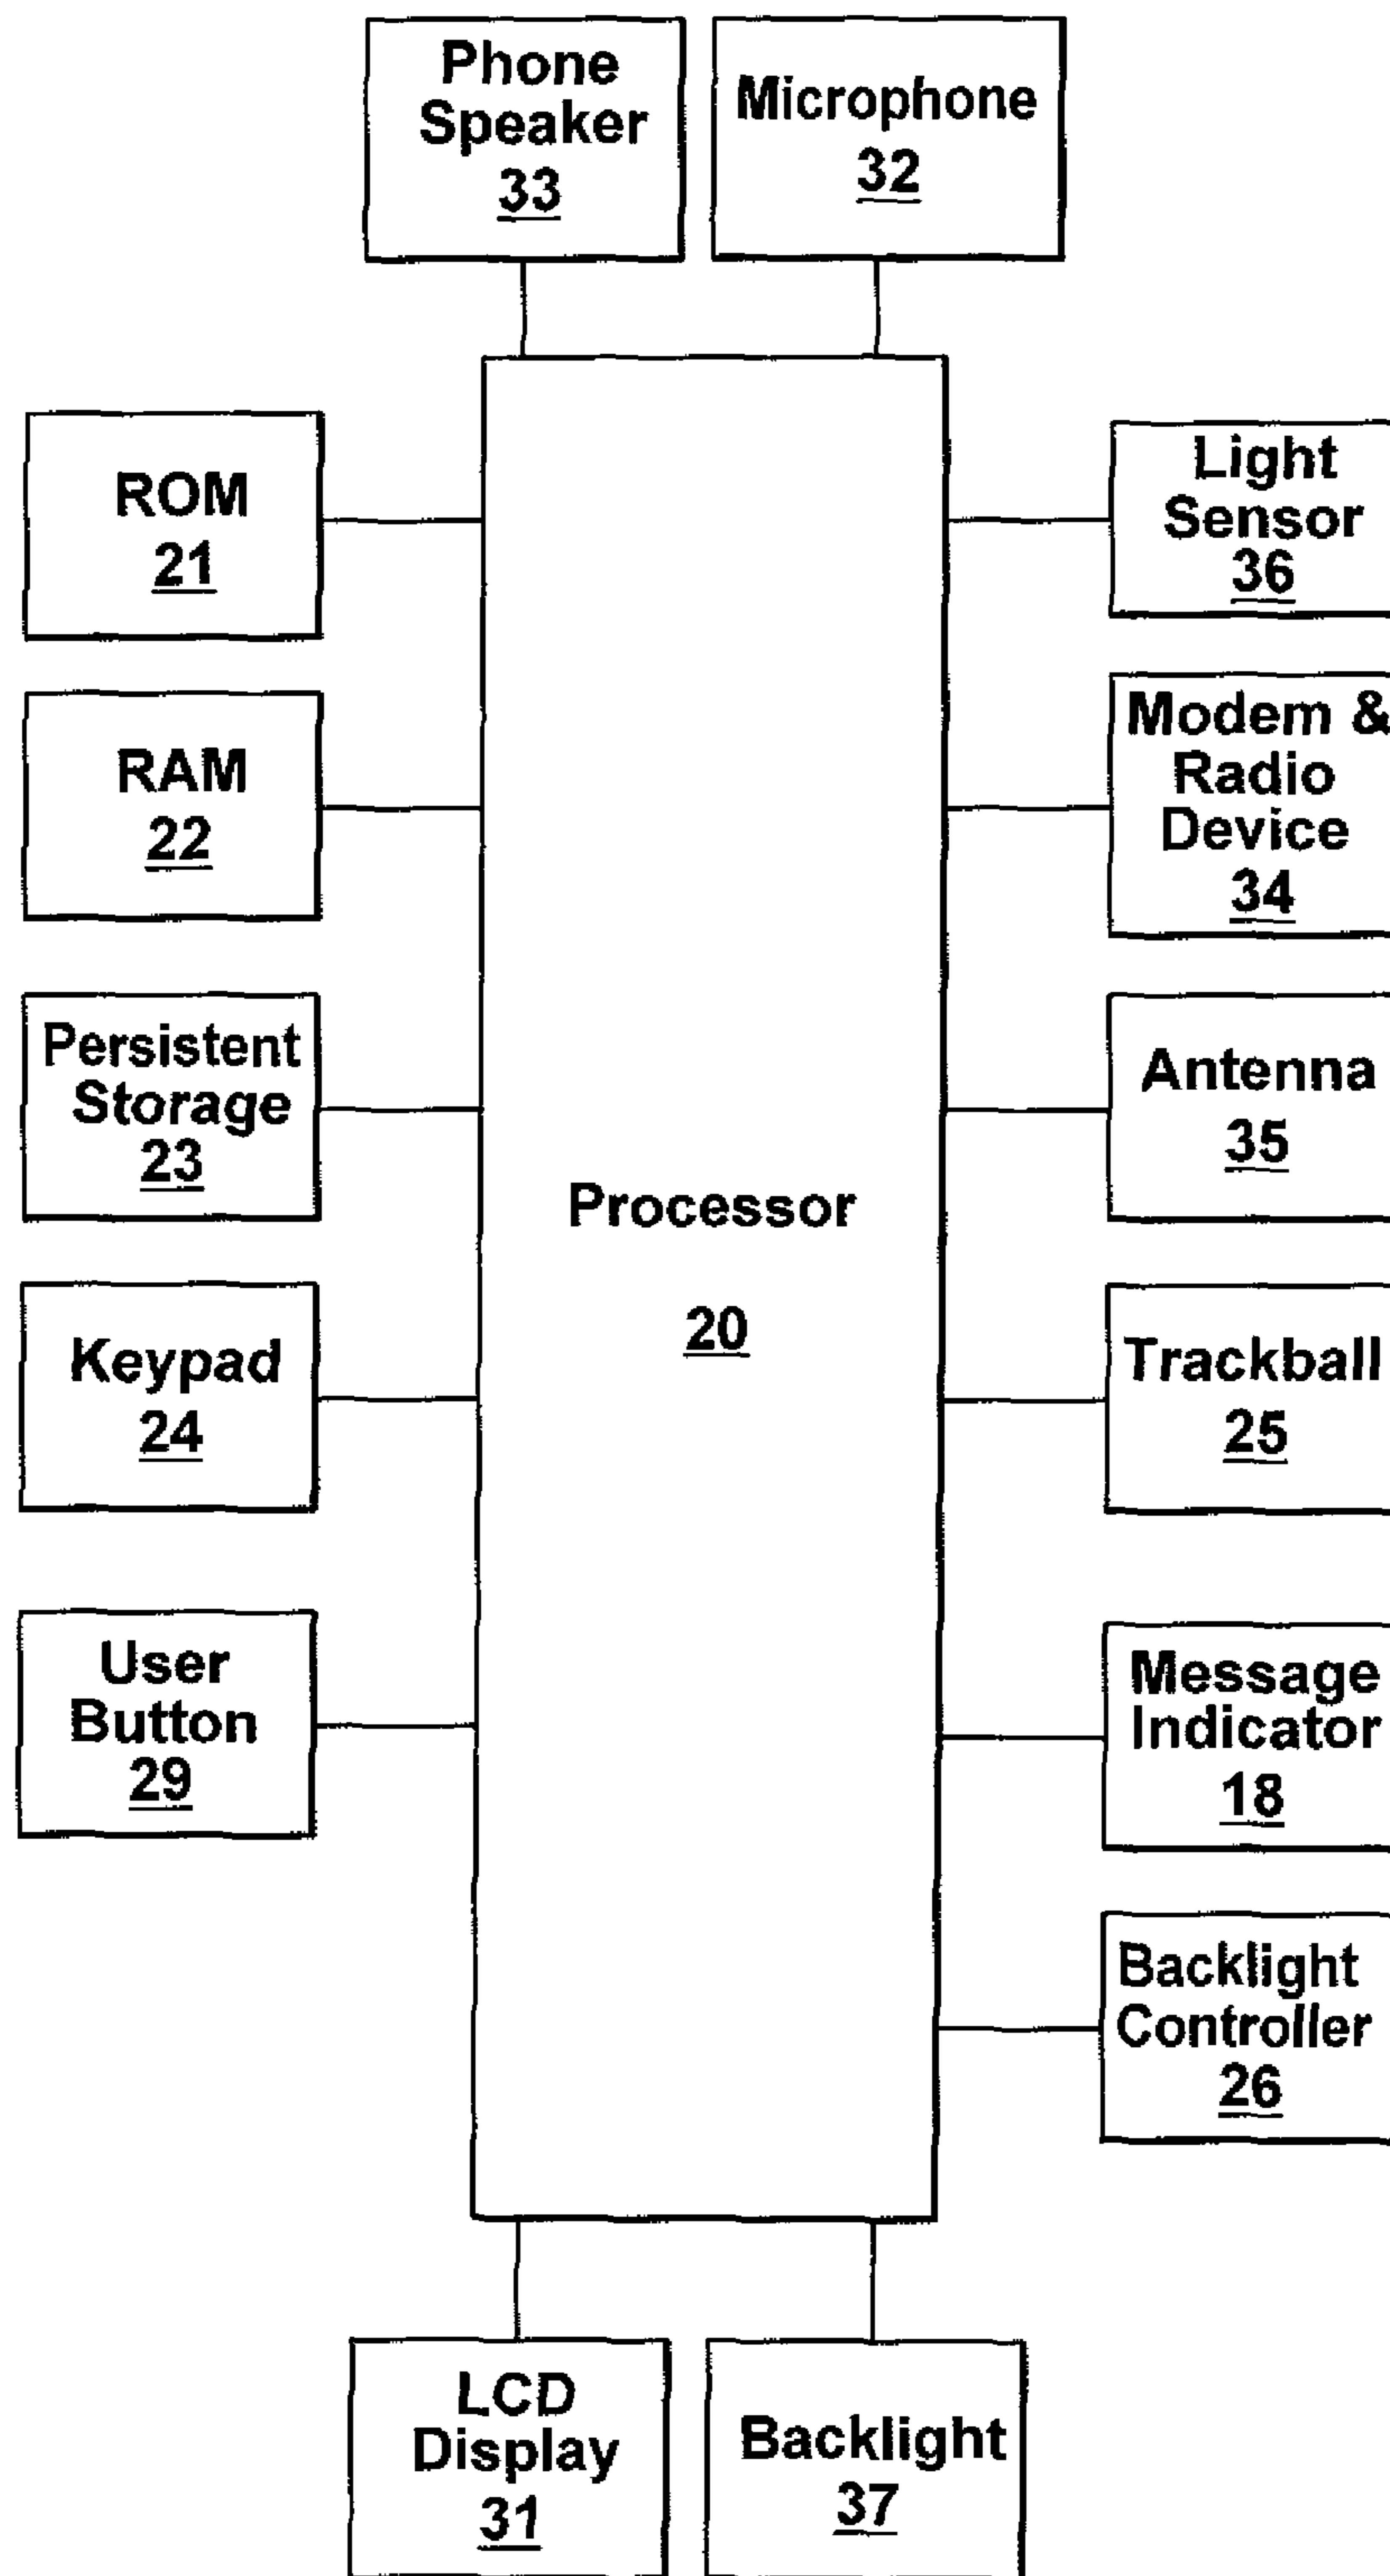 Phone
Speaker
33
Microphone
32
ROM
21
Light
Sensor
36
RAM
22
Modem &
Radio
Device
34
Persistent
Storage
23
Antenna
35
Processor
20
Keypad
24
Trackball
25
User
Button
29
Message
Indicator
18
Backlight
Controller
26
LCD
Display
31
Backlight
37